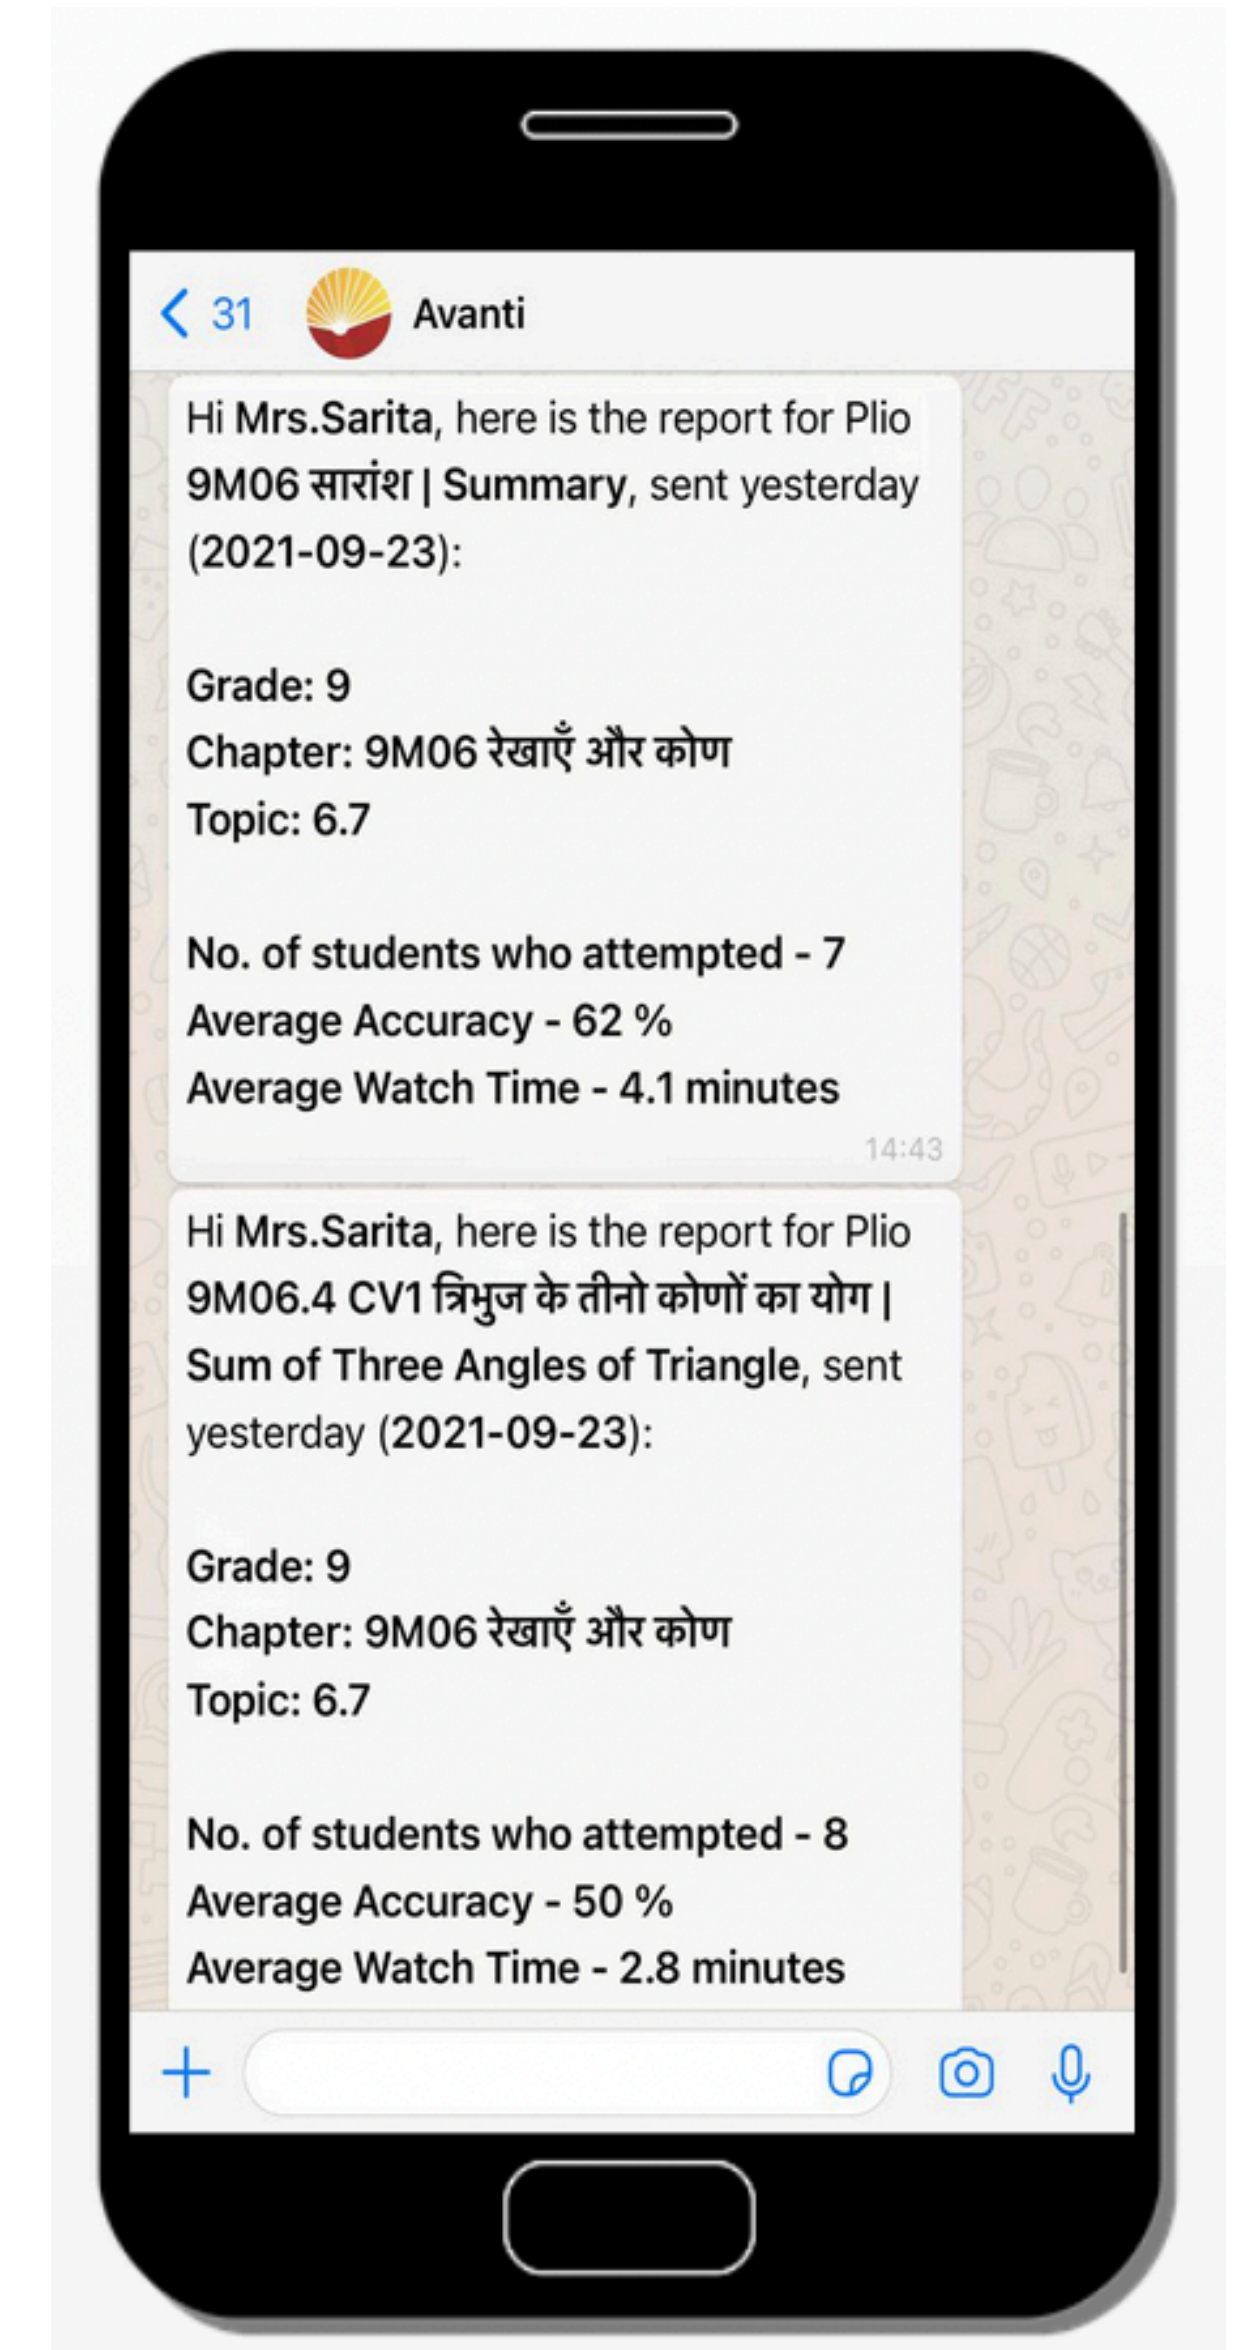 31
Avanti
Hi Mrs.Sarita, here is the report for Plio
9M06 सारांश | Summary, sent yesterday
(2021-09-23):
Grade: 9
Chapter: 9M06 रेखाएँ और कोण
Topic: 6.7
No. of students who attempted - 7
Average Accuracy - 62 %
Average Watch Time - 4.1 minutes
14:43
Hi Mrs.Sarita, here is the report for Plio
9M06.4 CV1 त्रिभुज के तीनो कोणों का योग |
Sum of Three Angles of Triangle, sent
yesterday (2021-09-23):
Grade: 9
Chapter: 9M06 रेखाएँ और कोण
Topic: 6.7
No. of students who attempted - 8
Average Accuracy - 50 %
Average Watch Time - 2.8 minutes